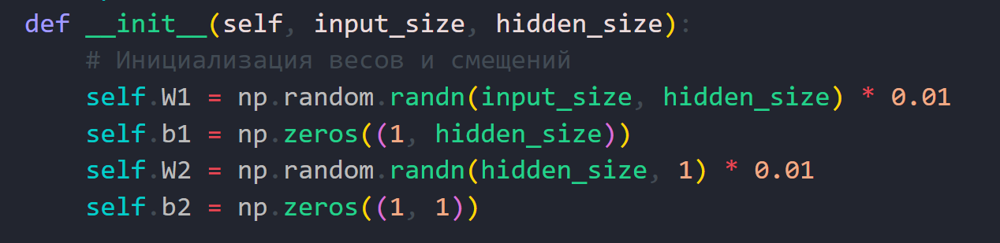 def __init__(self, input_size, hidden_size):
# Инициализация весов и смещений
self.W1 = np.random.randn(input_size, hidden_size) * 0.01
self.b1 = np.zeros((1, hidden_size))
self.W2 = np.random.randn(hidden_size, 1) * 0.01
self.b2 = np.zeros((1, 1))